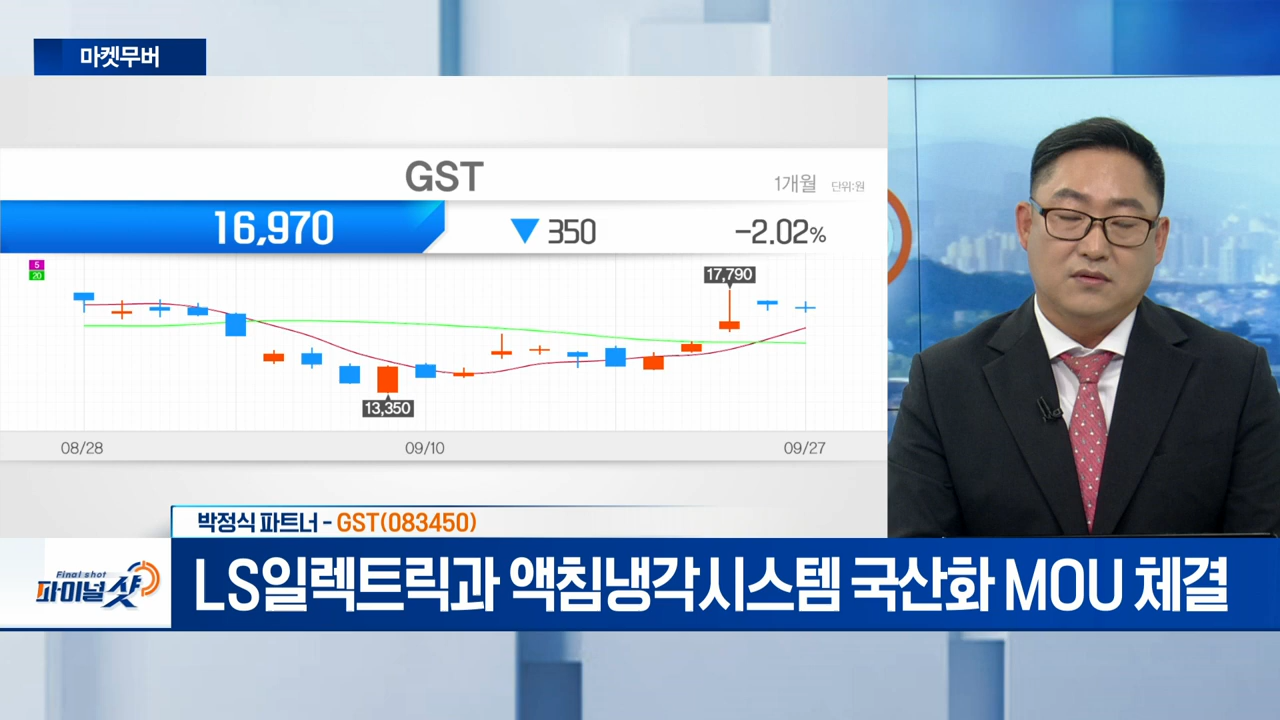 마켓무버
GST
1개월 단위:원
16,970 ▼ 350 -2.02%
5
20
17,790
13,350
08/28 09/10 09/27
박정식 파트너 - GST(083450)
Final shot
파이널샷
LS일렉트릭과 액침냉각시스템 국산화 MOU 체결